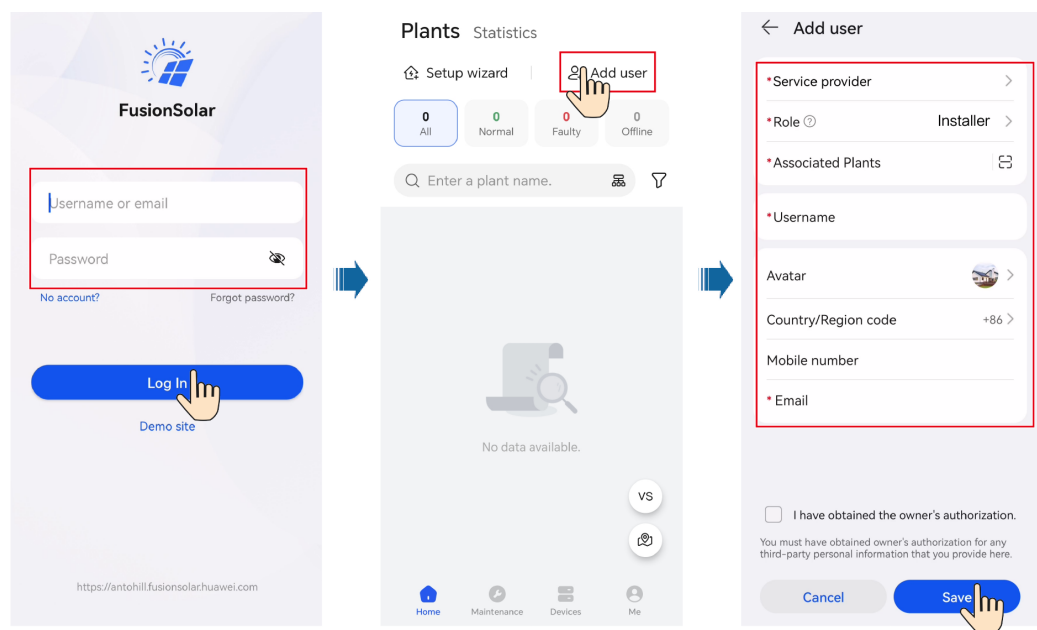 FusionSolar
Username or email
Password
No account?
Forgot password?
Log In
Demo site
https://antohill.fusionsolar.huawei.com
Plants Statistics
Setup wizard
Add user
0
All
0
Normal
0
Faulty
0
Offline
Enter a plant name.
No data available.
VS
Home
Maintenance
Devices
Me
Add user
*Service provider
*Role
Installer
*Associated Plants
*Username
Avatar
Country/Region code
+86
Mobile number
* Email
I have obtained the owner's authorization.
You must have obtained owner's authorization for any
third-party personal information that you provide here.
Cancel
Save